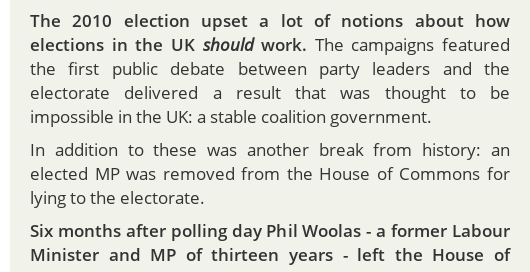 The 2010 election upset a lot of notions about how
elections in the UK should work. The campaigns featured
the first public debate between party leaders and the
electorate delivered a result that was thought to be
impossible in the UK: a stable coalition government.
In addition to these was another break from history: an
elected MP was removed from the House of Commons for
lying to the electorate.
Six months after polling day Phil Woolas - a former Labour
Minister and MP of thirteen years - left the House of